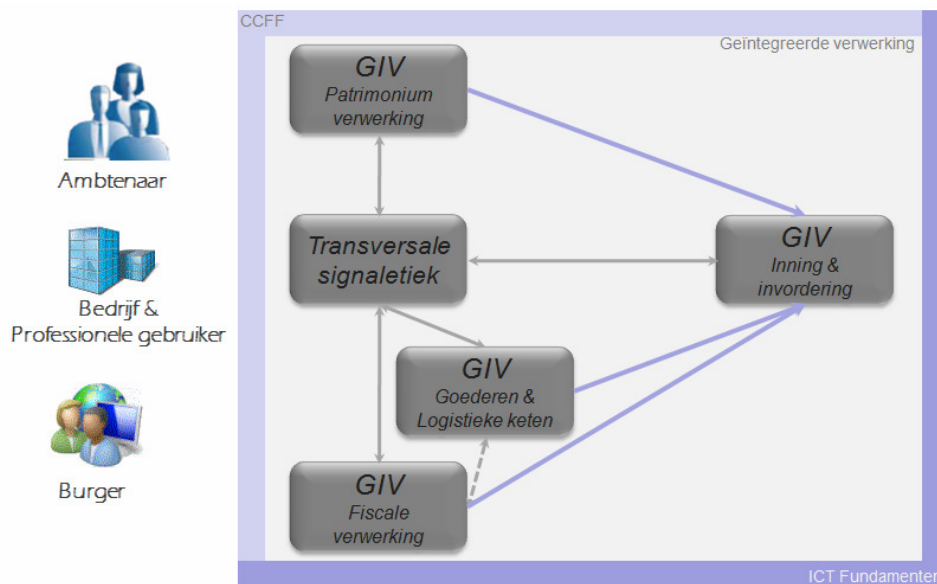 CCFF
Geïntegreerde verwerking
GIV
Patrimonium
verwerking
Ambtenaar
Transversale
signaletiek
GIV
Inning &
invordering
Bedrijf &
Professionele gebruiker
GIV
Goederen &
Logistieke keten
Burger
GIV
Fiscale
verwerking
ICT Fundamenten